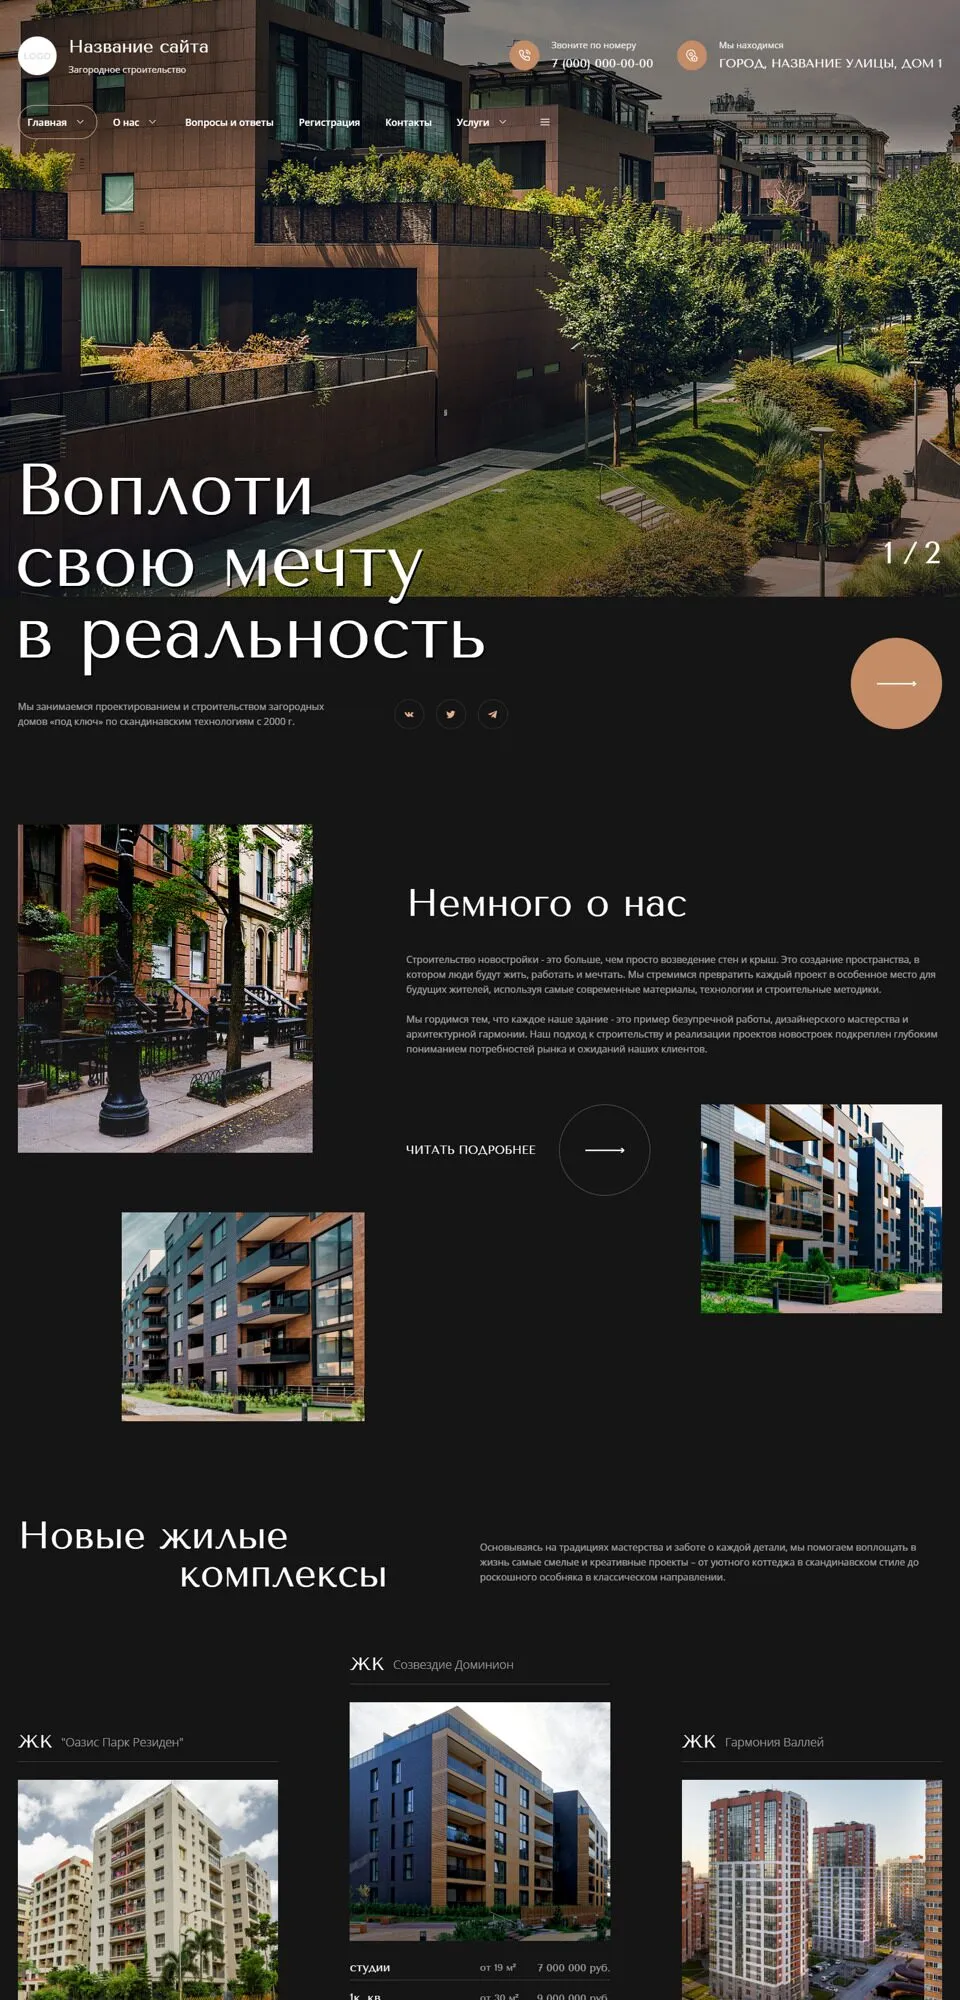 LOGO
Название сайта
Загородное строительство
Звоните по номеру
7 (000) 000-00-00
Мы находимся
ГОРОД, НАЗВАНИЕ УЛИЦЫ, ДОМ 1
Главная О нас Вопросы и ответы Регистрация Контакты Услуги
Воплоти
свою мечту
в реальность
1 / 2
Мы занимаемся проектированием и строительством загородных
домов «под ключ» по скандинавским технологиям с 2000 г.
Немного о нас
Строительство новостройки - это больше, чем просто возведение стен и крыш. Это создание пространства, в
котором люди будут жить, работать и мечтать. Мы стремимся превратить каждый проект в особенное место для
будущих жителей, используя самые современные материалы, технологии и строительные методики.
Мы гордимся тем, что каждое наше здание - это пример безупречной работы, дизайнерского мастерства и
архитектурной гармонии. Наш подход к строительству и реализации проектов новостроек подкреплен глубоким
пониманием потребностей рынка и ожиданий наших клиентов.
ЧИТАТЬ ПОДРОБНЕЕ
Новые жилые
комплексы
Основываясь на традициях мастерства и заботе о каждой детали, мы помогаем воплощать в
жизнь самые смелые и креативные проекты – от уютного коттеджа в скандинавском стиле до
роскошного особняка в классическом направлении.
ЖК Созвездие Доминион
ЖК "Оазис Парк Резиден"
ЖК Гармония Валлей
студии от 19 м² 7 000 000 руб.
1к. кв. от 30 м² 9 000 000 руб.